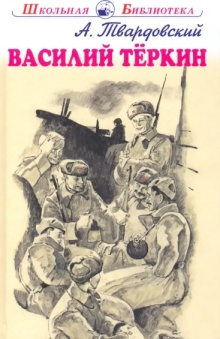 Школьная Библиотека
А. Твардовский
ВАСИЛИЙ ТЁРКИН